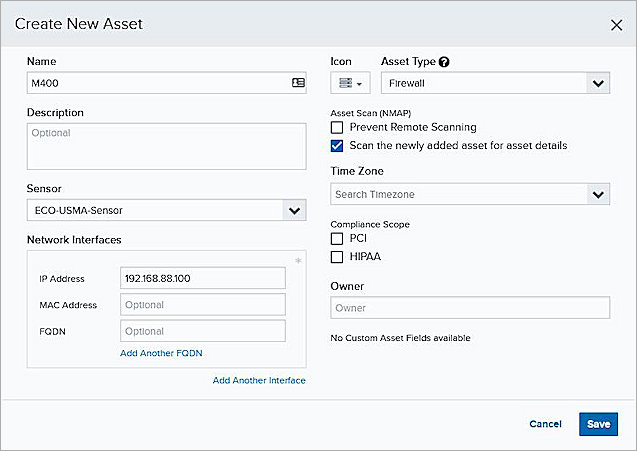 Create New Asset
Name
M400
Description
Optional
Sensor
ECO-USMA-Sensor
Network Interfaces
*
IP Address 192.168.88.100
MAC Address Optional
FQDN Optional
Add Another FQDN
Add Another Interface
Icon Asset Type ?
Firewall
Asset Scan (NMAP)
Prevent Remote Scanning
Scan the newly added asset for asset details
Time Zone
Search Timezone
Compliance Scope
PCI
HIPAA
Owner
Owner
No Custom Asset Fields available
Cancel Save